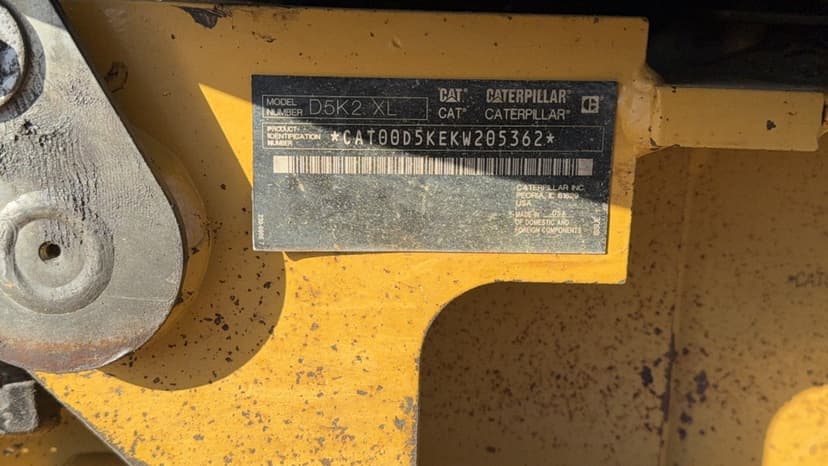 MODEL NUMBER D5K2 XL
CAT® CATERPILLAR®
CAT® CATERPILLAR®
PRODUCT IDENTIFICATION NUMBER *CAT00D5KEKW205362*
CATERPILLAR INC.
PEORIA, IL 61629
USA
MADE IN USA
OF DOMESTIC AND
FOREIGN COMPONENTS